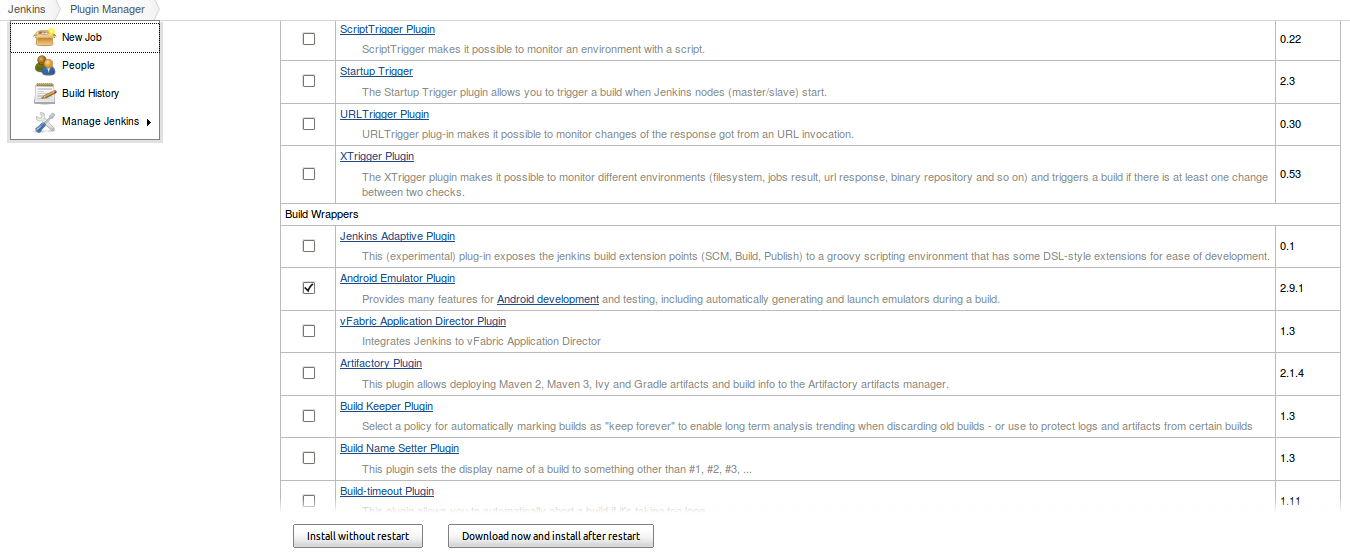 Jenkins Plugin Manager
New Job
People
Build History
Manage Jenkins
ScriptTrigger Plugin
ScriptTrigger makes it possible to monitor an environment with a script.
0.22
Startup Trigger
The Startup Trigger plugin allows you to trigger a build when Jenkins nodes (master/slave) start.
2.3
URLTrigger Plugin
URLTrigger plug-in makes it possible to monitor changes of the response got from an URL invocation.
0.30
XTrigger Plugin
The XTrigger plugin makes it possible to monitor different environments (filesystem, jobs result, url response, binary repository and so on) and triggers a build if there is at least one change
between two checks.
0.53
Build Wrappers
Jenkins Adaptive Plugin
This (experimental) plug-in exposes the jenkins build extension points (SCM, Build, Publish) to a groovy scripting environment that has some DSL-style extensions for ease of development.
0.1
Android Emulator Plugin
Provides many features for Android development and testing, including automatically generating and launch emulators during a build.
2.9.1
vFabric Application Director Plugin
Integrates Jenkins to vFabric Application Director
1.3
Artifactory Plugin
This plugin allows deploying Maven 2, Maven 3, Ivy and Gradle artifacts and build info to the Artifactory artifacts manager.
2.1.4
Build Keeper Plugin
Select a policy for automatically marking builds as "keep forever" to enable long term analysis trending when discarding old builds - or use to protect logs and artifacts from certain builds
1.3
Build Name Setter Plugin
This plugin sets the display name of a build to something other than #1, #2, #3, ...
1.3
Build-timeout Plugin
This plugin allows you to automatically abort a build if it's taking too long.
1.11
Install without restart
Download now and install after restart